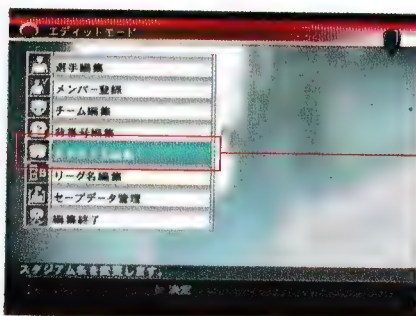 エディットモード
選手編集
メンバー登録
チーム編集
背番号編集
リーグ名編集
セーブデータ管理
編集終了
スタジアム名を変更します。
決定